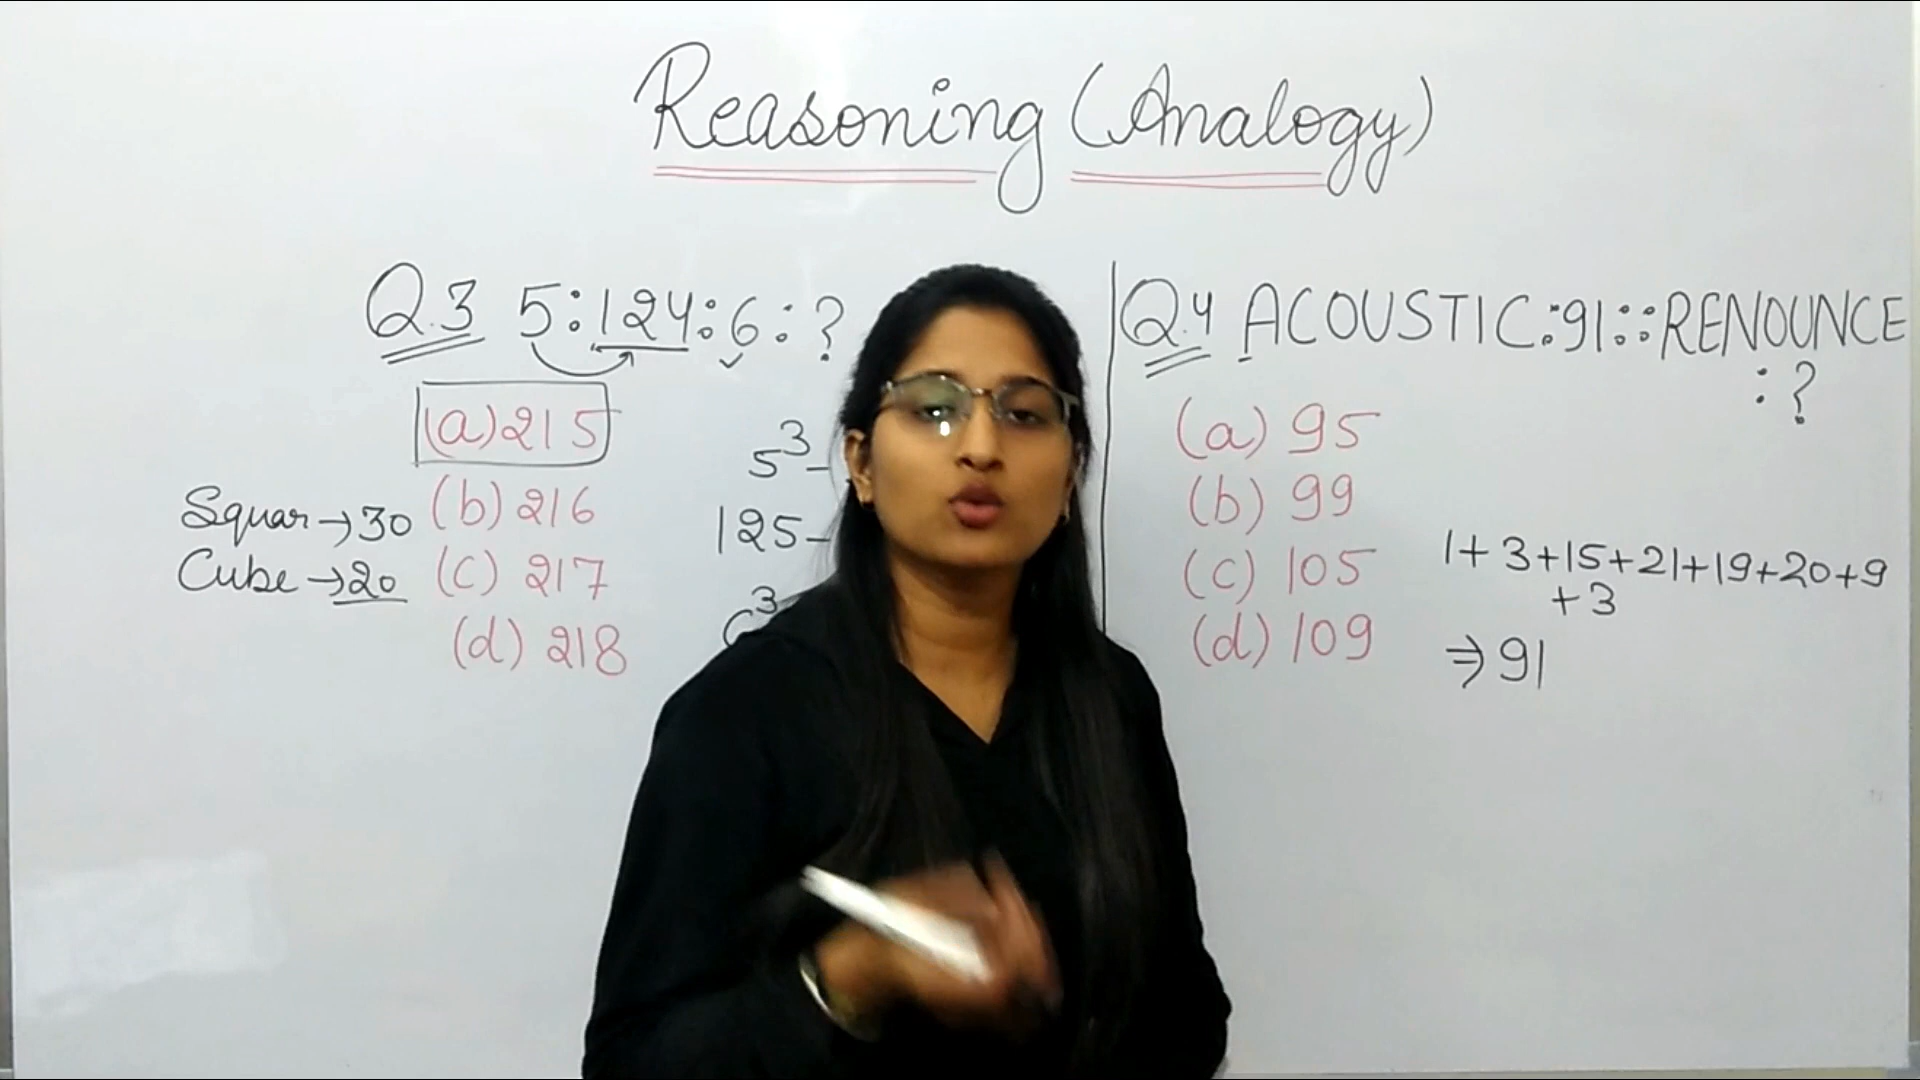 Reasoning (Analogy)
Q.3 5:124:6:?
(a) 215
(b) 216
(c) 217
(d) 218
Squar→30
Cube→20
5³-
125-
Q.4 ACOUSTIC:91::RENOUNCE
:?
(a) 95
(b) 99
(c) 105
(d) 109
1+3+15+21+19+20+9
+3
⇒91